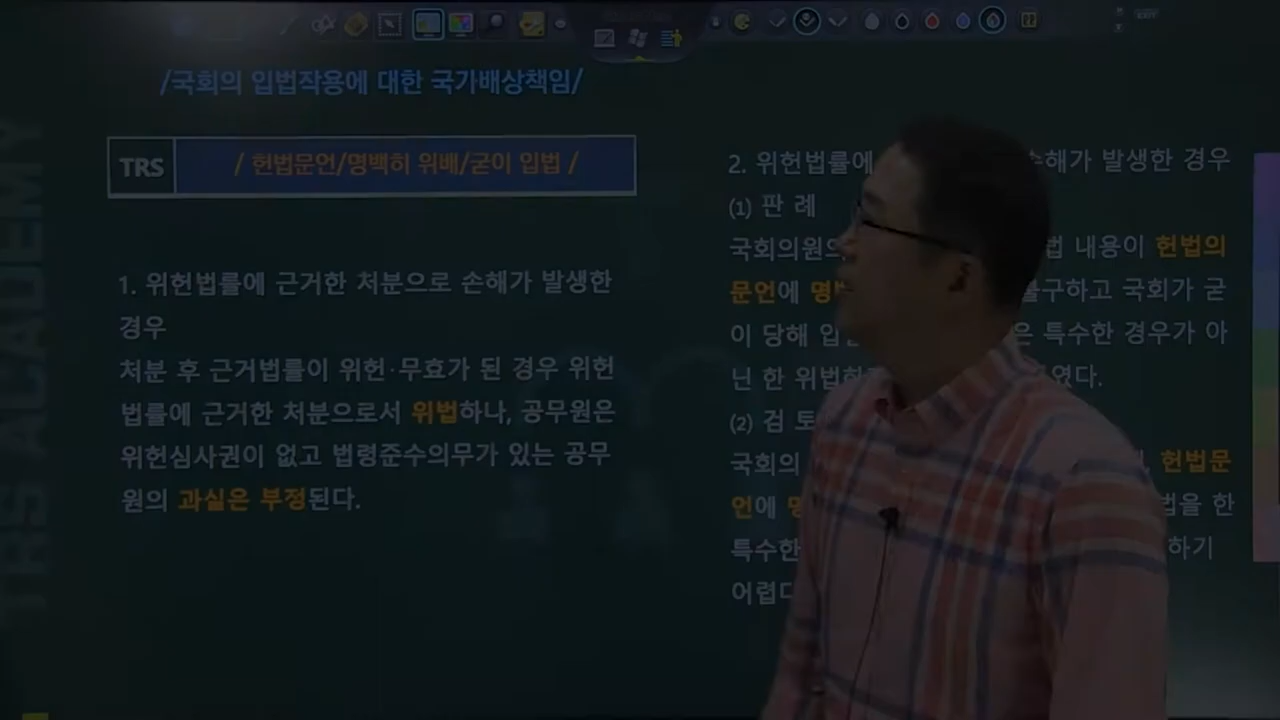 /국회의 입법작용에 대한 국가배상책임/
TRS / 헌법문언/명백히 위배/굳이 입법 /
1. 위헌법률에 근거한 처분으로 손해가 발생한
경우
처분 후 근거법률이 위헌·무효가 된 경우 위헌
법률에 근거한 처분으로서 위법하나, 공무원은
위헌심사권이 없고 법령준수의무가 있는 공무
원의 과실은 부정된다.
2. 위헌법률에 손해가 발생한 경우
(1) 판 례
국회의원의 내용이 헌법의
문언에 불구하고 국회가 굳
이 당해 특수한 경우가 아
닌 한 위법하
(2) 검 토
국회의 헌법문
언에 한
특수한 하기
어렵다
TBS ACADEMY
EXIT